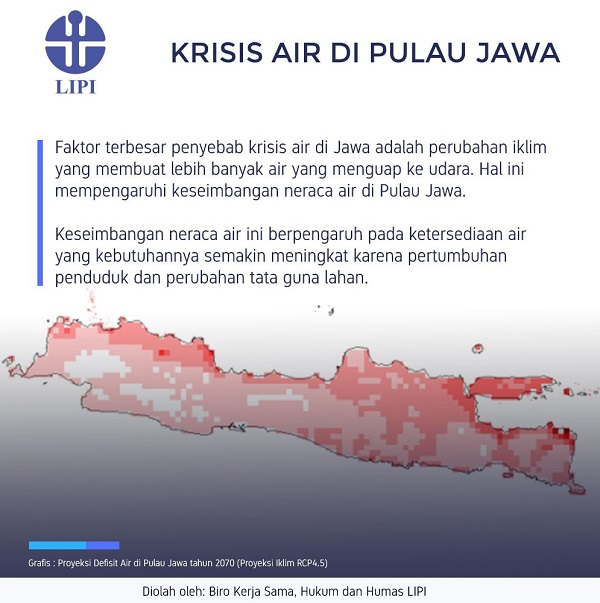 LIPI
KRISIS AIR DI PULAU JAWA
Faktor terbesar penyebab krisis air di Jawa adalah perubahan iklim
yang membuat lebih banyak air yang menguap ke udara. Hal ini
mempengaruhi keseimbangan neraca air di Pulau Jawa.
Keseimbangan neraca air ini berpengaruh pada ketersediaan air
yang kebutuhannya semakin meningkat karena pertumbuhan
penduduk dan perubahan tata guna lahan.
Grafis : Proyeksi Defisit Air di Pulau Jawa tahun 2070 (Proyeksi Iklim RCP4.5)
Diolah oleh: Biro Kerja Sama, Hukum dan Humas LIPI